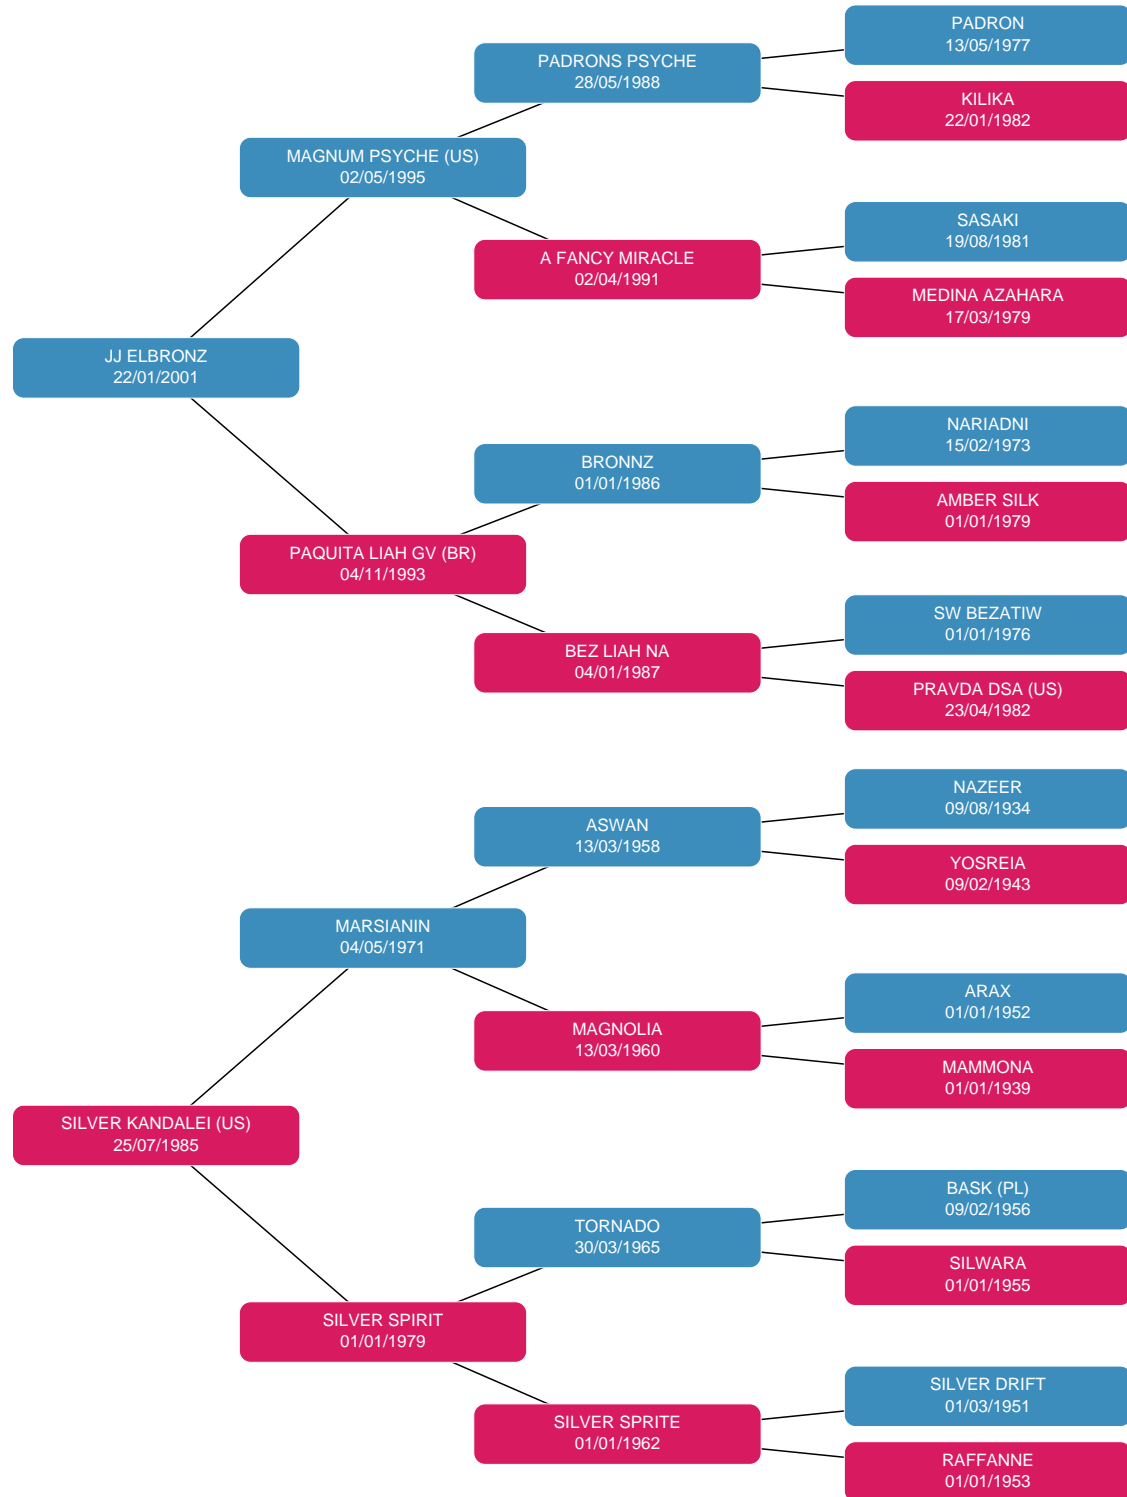 PADRON
13/05/1977
PADRONS PSYCHE
28/05/1988
KILIKA
22/01/1982
MAGNUM PSYCHE (US)
02/05/1995
SASAKI
19/08/1981
A FANCY MIRACLE
02/04/1991
MEDINA AZAHARA
17/03/1979
JJ ELBRONZ
22/01/2001
NARIADNI
15/02/1973
BRONNZ
01/01/1986
AMBER SILK
01/01/1979
PAQUITA LIAH GV (BR)
04/11/1993
SW BEZATIW
01/01/1976
BEZ LIAH NA
04/01/1987
PRAVDA DSA (US)
23/04/1982
NAZEER
09/08/1934
ASWAN
13/03/1958
YOSREIA
09/02/1943
MARSIANIN
04/05/1971
ARAX
01/01/1952
MAGNOLIA
13/03/1960
MAMMONA
01/01/1939
SILVER KANDALEI (US)
25/07/1985
BASK (PL)
09/02/1956
TORNADO
30/03/1965
SILWARA
01/01/1955
SILVER SPIRIT
01/01/1979
SILVER DRIFT
01/03/1951
SILVER SPRITE
01/01/1962
RAFFANNE
01/01/1953